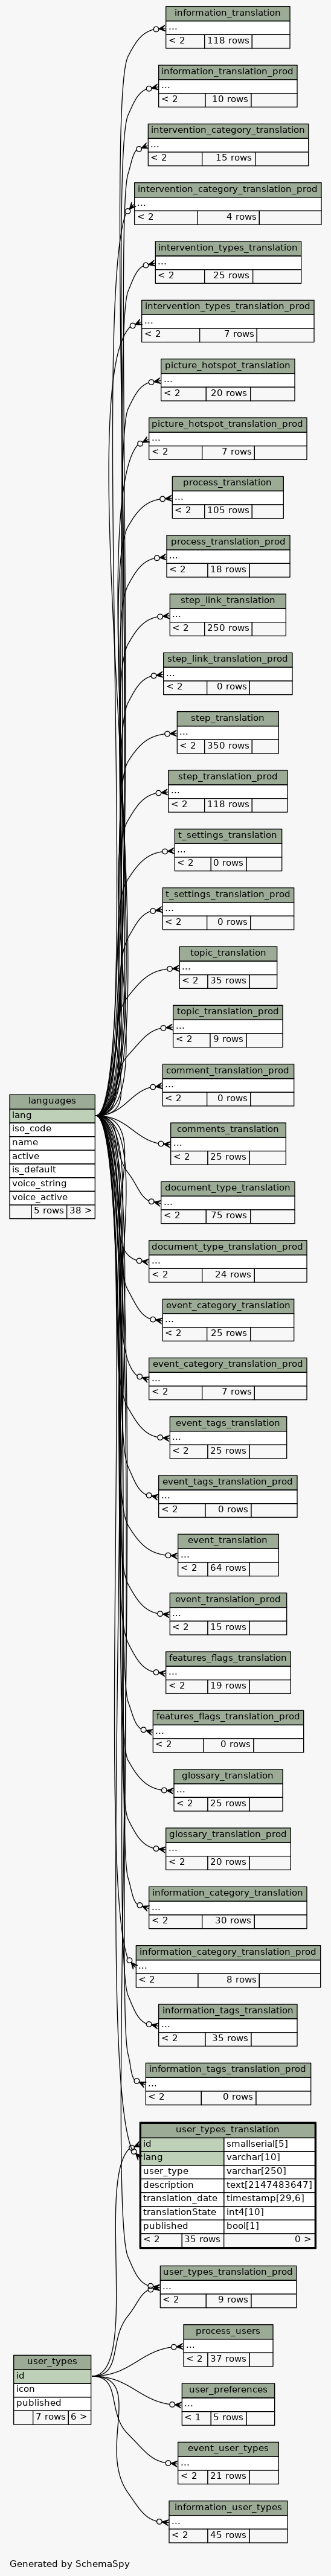 information_translation
...
< 2 118 rows
information_translation_prod
...
< 2 10 rows
intervention_category_translation
...
< 2 15 rows
intervention_category_translation_prod
...
< 2 4 rows
intervention_types_translation
...
< 2 25 rows
intervention_types_translation_prod
...
< 2 7 rows
picture_hotspot_translation
...
< 2 20 rows
picture_hotspot_translation_prod
...
< 2 7 rows
process_translation
...
< 2 105 rows
process_translation_prod
...
< 2 18 rows
step_link_translation
...
< 2 250 rows
step_link_translation_prod
...
< 2 0 rows
step_translation
...
< 2 350 rows
step_translation_prod
...
< 2 118 rows
t_settings_translation
...
< 2 0 rows
t_settings_translation_prod
...
< 2 0 rows
topic_translation
...
< 2 35 rows
topic_translation_prod
...
< 2 9 rows
comment_translation_prod
...
< 2 0 rows
languages
lang
iso_code
name
active
is_default
voice_string
voice_active
5 rows 38 >
comments_translation
...
< 2 25 rows
document_type_translation
...
< 2 75 rows
document_type_translation_prod
...
< 2 24 rows
event_category_translation
...
< 2 25 rows
event_category_translation_prod
...
< 2 7 rows
event_tags_translation
...
< 2 25 rows
event_tags_translation_prod
...
< 2 0 rows
event_translation
...
< 2 64 rows
event_translation_prod
...
< 2 15 rows
features_flags_translation
...
< 2 19 rows
features_flags_translation_prod
...
< 2 0 rows
glossary_translation
...
< 2 25 rows
glossary_translation_prod
...
< 2 20 rows
information_category_translation
...
< 2 30 rows
information_category_translation_prod
...
< 2 8 rows
information_tags_translation
...
< 2 35 rows
information_tags_translation_prod
...
< 2 0 rows
user_types_translation
id smallserial[5]
lang varchar[10]
user_type varchar[250]
description text[2147483647]
translation_date timestamp[29,6]
translationState int4[10]
published bool[1]
< 2 35 rows 0 >
user_types_translation_prod
...
< 2 9 rows
process_users
...
< 2 37 rows
user_types
id
icon
published
7 rows 6 >
user_preferences
...
< 1 5 rows
event_user_types
...
< 2 21 rows
information_user_types
...
< 2 45 rows
Generated by SchemaSpy